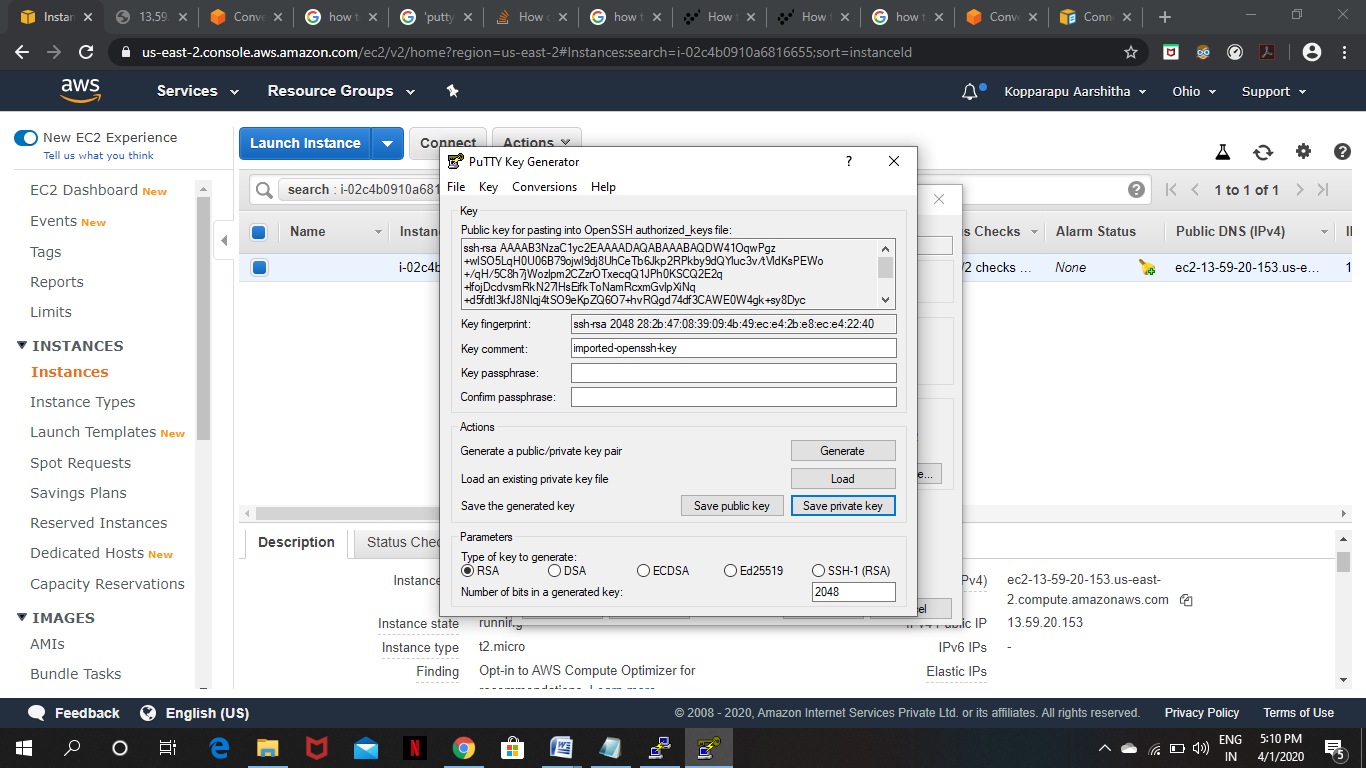 Instan
13.59.
Conve
how t
'putty
How c
how t
How t
How t
how t
Conve
Conn
us-east-2.console.aws.amazon.com/ec2/v2/home?region=us-east-2#Instances:search=i-02c4b0910a6816655;sort=instanceId
aws
Services
Resource Groups
Kopparapu Aarshitha
Ohio
Support
New EC2 Experience
Tell us what you think
EC2 Dashboard New
Events New
Tags
Reports
Limits
INSTANCES
Instances
Instance Types
Launch Templates New
Spot Requests
Savings Plans
Reserved Instances
Dedicated Hosts New
Capacity Reservations
IMAGES
AMIs
Bundle Tasks
Launch Instance
Connect
Actions
search : i-02c4b0910a681
1 to 1 of 1
Name
Instan
s Checks
Alarm Status
Public DNS (IPv4)
i-02c4b
/2 checks ...
None
ec2-13-59-20-153.us-e...
PuTTY Key Generator
?
File Key Conversions Help
Key
Public key for pasting into OpenSSH authorized_keys file:
ssh-rsa AAAAB3NzaC1yc2EAAAADAQABAAABAQDW41OqwPgz
+wlSO5LqH0U06B79ojwl9dj8UhCeTb6Jkp2RPkby9dQYluc3v/tVldKsPEWo
+/qH/5C8h7jWozlpm2CZzrOTxecqQ1JPh0KSCQ2E2q
+lfojDcdvsmRkN27lHsEifkToNamRcxmGvlpXiNq
+d5fdtl3kfJ8Nlqj4tSO9eKpZQ6O7+hvRQgd74df3CAWE0W4gk+sy8Dyc
Key fingerprint:
ssh-rsa 2048 28:2b:47:08:39:09:4b:49:ec:e4:2b:e8:ec:e4:22:40
Key comment:
imported-openssh-key
Key passphrase:
Confirm passphrase:
Actions
Generate a public/private key pair
Generate
Load an existing private key file
Load
Save the generated key
Save public key
Save private key
Parameters
Type of key to generate:
RSA
DSA
ECDSA
Ed25519
SSH-1 (RSA)
Number of bits in a generated key:
2048
e...
el
Description
Status Chec
Instance
Pv4)
ec2-13-59-20-153.us-east-
2.compute.amazonaws.com
Instance state
running
IPv4 Public IP
13.59.20.153
Instance type
t2.micro
IPv6 IPs
-
Finding
Opt-in to AWS Compute Optimizer for
recommendations. Learn more
Elastic IPs
Feedback
English (US)
© 2008 - 2020, Amazon Internet Services Private Ltd. or its affiliates. All rights reserved.
Privacy Policy
Terms of Use
ENG
IN
5:10 PM
4/1/2020
5